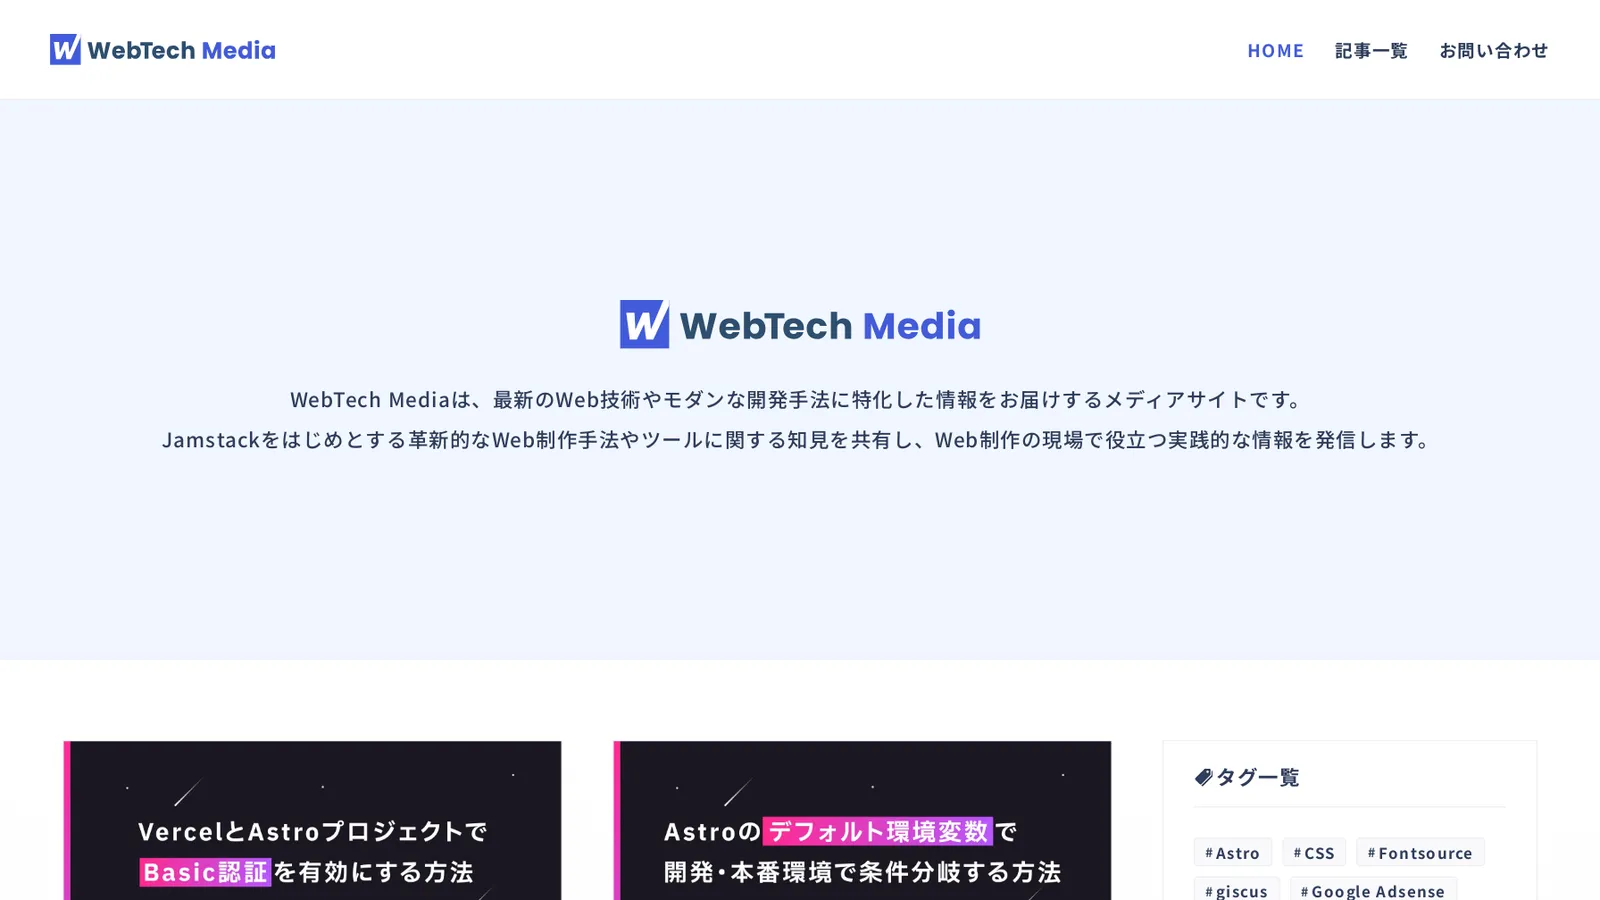 WebTech Media
HOME
記事一覧
お問い合わせ
WebTech Media
WebTech Mediaは、最新のWeb技術やモダンな開発手法に特化した情報をお届けするメディアサイトです。
Jamstackをはじめとする革新的なWeb制作手法やツールに関する知見を共有し、Web制作の現場で役立つ実践的な情報を発信します。
VercelとAstroプロジェクトで
Basic認証を有効にする方法
Astroのデフォルト環境変数で
開発・本番環境で条件分岐する方法
タグ一覧
#Astro #CSS #Fontsource
#giscus #Google Adsense